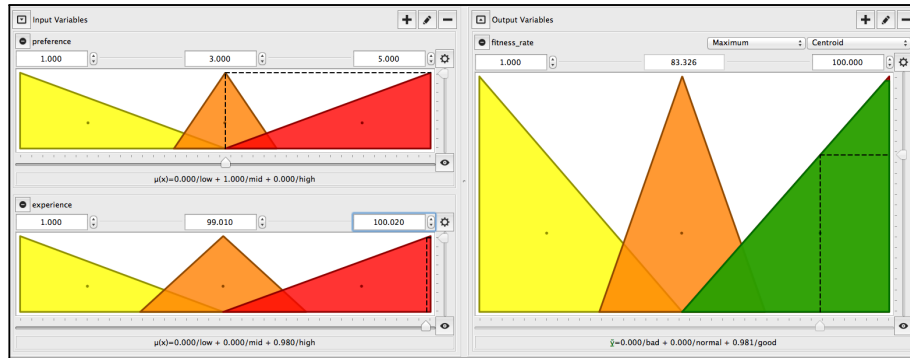 Input Variables
preference
1.000 3.000 5.000
μ(x)=0.000/low + 1.000/mid + 0.000/high
experience
1.000 99.010 100.020
μ(x)=0.000/low + 0.000/mid + 0.980/high
Output Variables
fitness_rate Maximum Centroid
1.000 83.326 100.000
ỹ=0.000/bad + 0.000/normal + 0.981/good